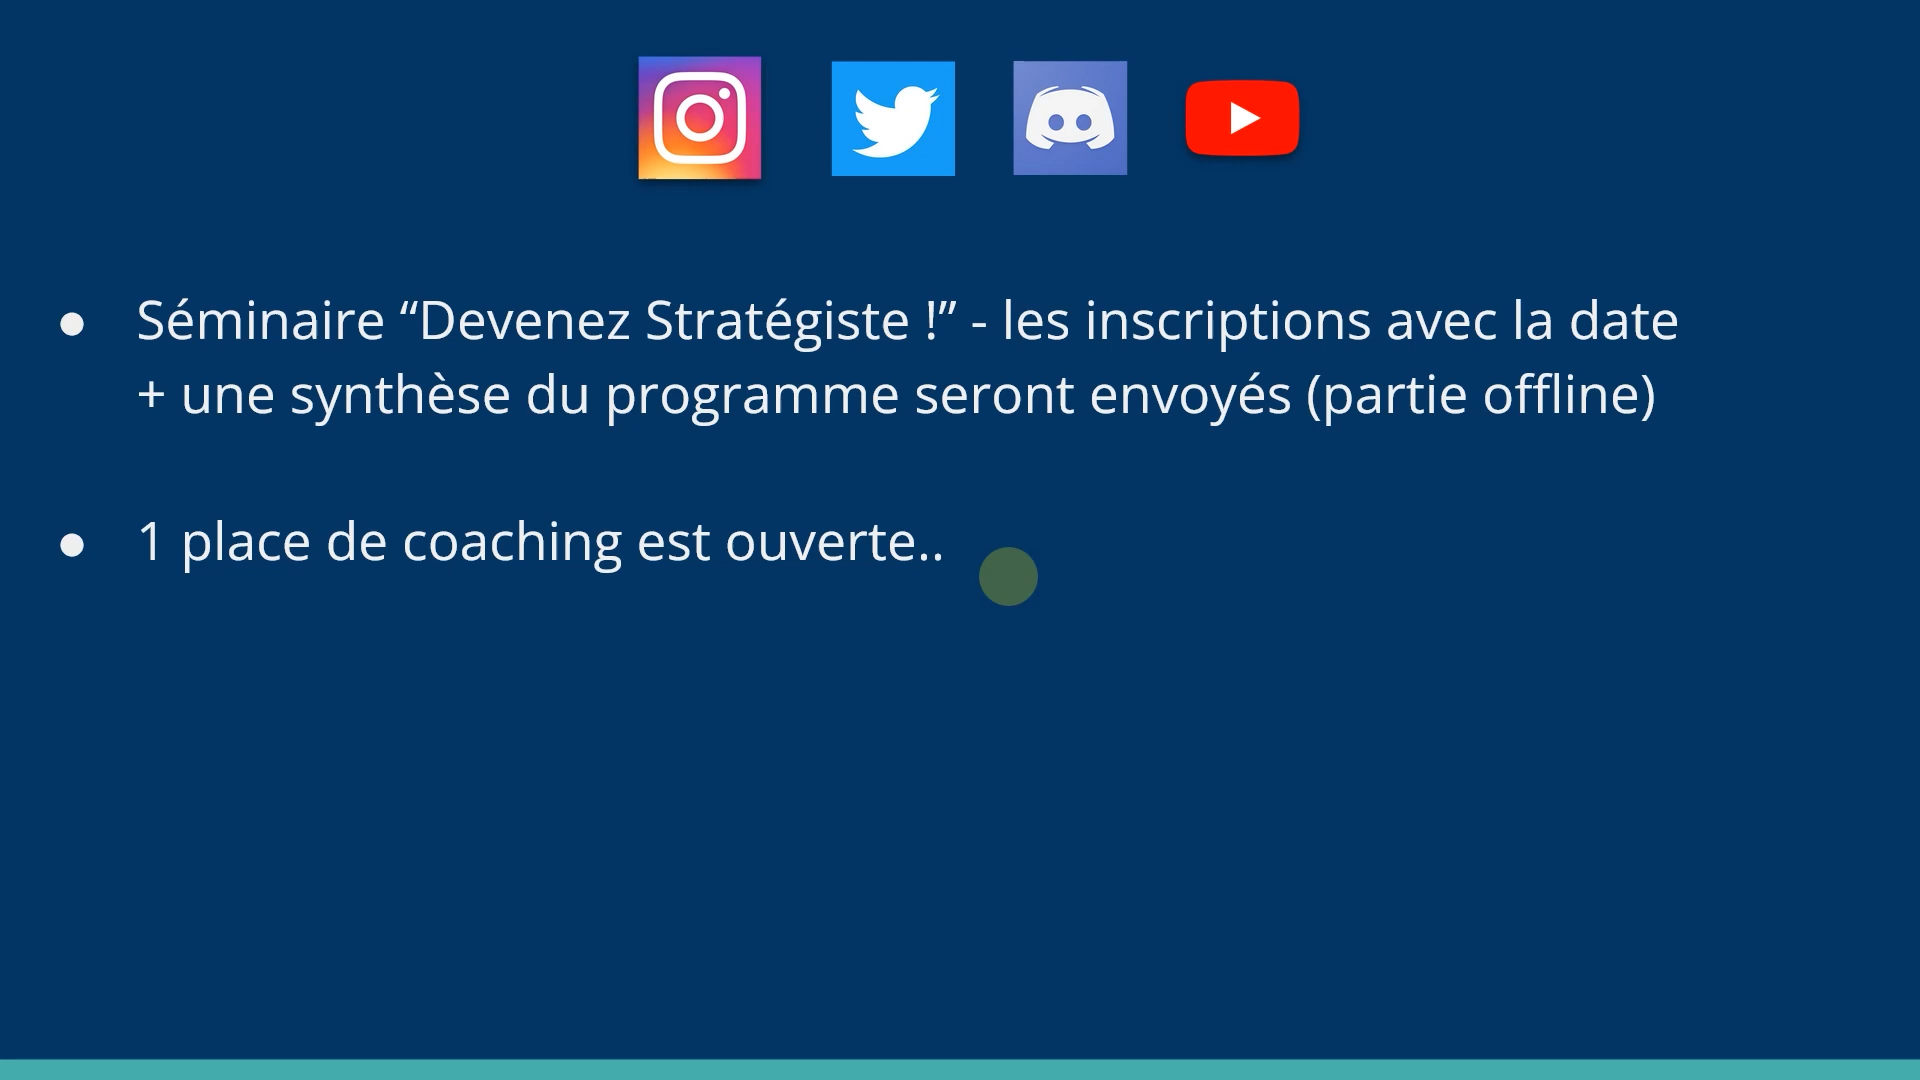 ● Séminaire “Devenez Stratégiste !” - les inscriptions avec la date
+ une synthèse du programme seront envoyés (partie offline)
● 1 place de coaching est ouverte..